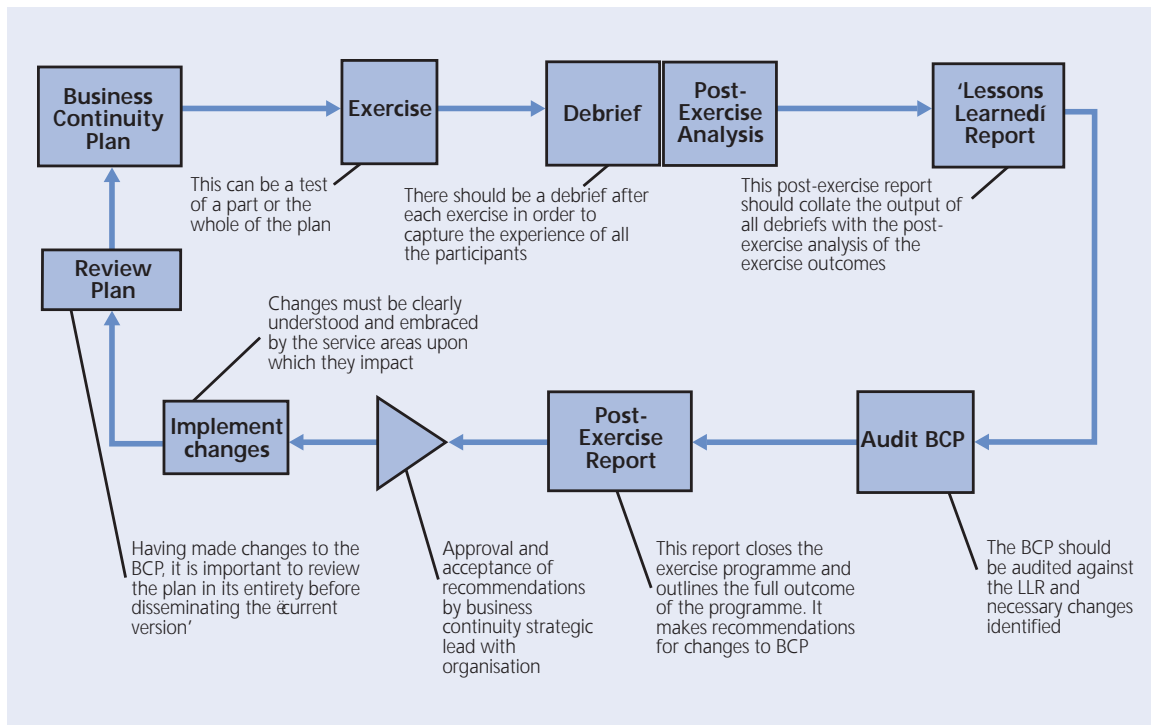 Business
Continuity
Plan
Exercise
Debrief
Post-
Exercise
Analysis
‘Lessons
Learnedí
Report
This can be a test
of a part or the
whole of the plan
There should be a debrief after
each exercise in order to
capture the experience of all
the participants
This post-exercise report
should collate the output of
all debriefs with the post-
exercise analysis of the
exercise outcomes
Review
Plan
Changes must be clearly
understood and embraced
by the service areas upon
which they impact
Implement
changes
Post-
Exercise
Report
Audit BCP
Having made changes to the
BCP, it is important to review
the plan in its entirety before
disseminating the ëcurrent
version’
Approval and
acceptance of
recommendations
by business
continuity strategic
lead with
organisation
This report closes the
exercise programme and
outlines the full outcome
of the programme. It
makes recommendations
for changes to BCP
The BCP should
be audited against
the LLR and
necessary changes
identified